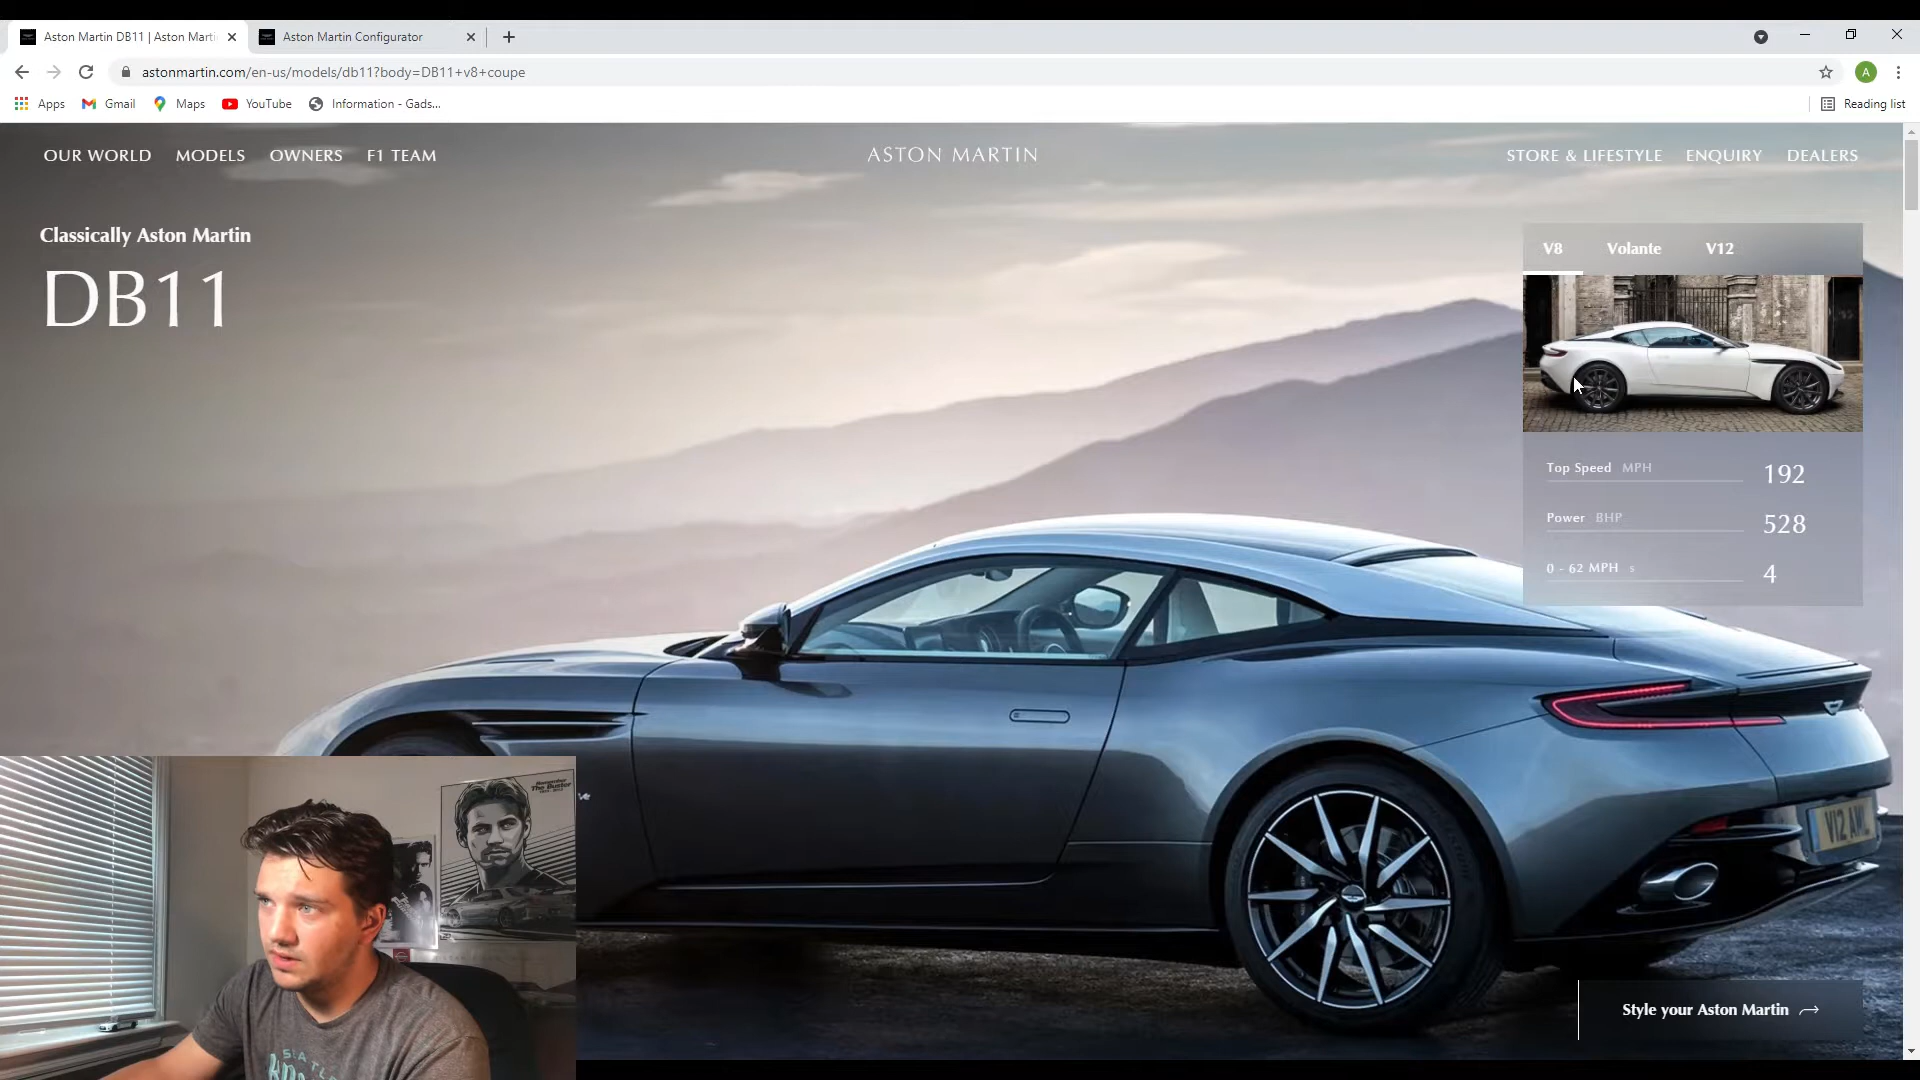 Aston Martin DB11 | Aston Marti
Aston Martin Configurator
astonmartin.com/en-us/models/db11?body=DB11+v8+coupe
A
Apps
Gmail
Maps
YouTube
Information - Gads...
Reading list
OUR WORLD
MODELS
OWNERS
F1 TEAM
ASTON MARTIN
STORE & LIFESTYLE
ENQUIRY
DEALERS
Classically Aston Martin
DB11
V8
Volante
V12
Top Speed MPH 192
Power BHP 528
0 - 62 MPH s 4
Style your Aston Martin
V12 AM
Remember
The Buster